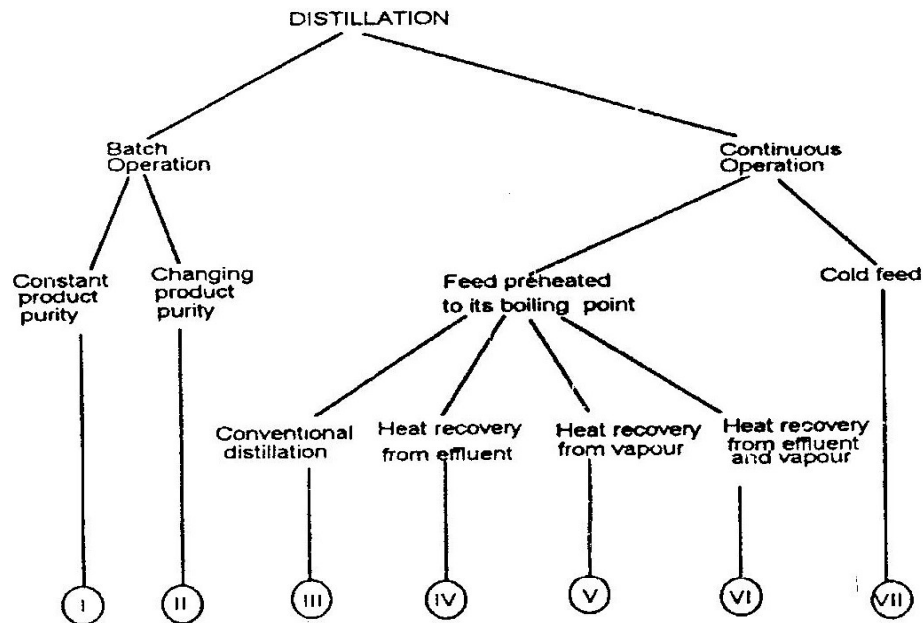 DISTILLATION
Batch
Operation
Continuous
Operation
Constant
product
purity
Changing
product
purity
Feed preheated
to its boiling point
Cold feed
Conventional
distillation
Heat recovery
from effluent
Heat recovery
from vapour
Heat recovery
from effluent
and vapour
I
II
III
IV
V
VI
VII